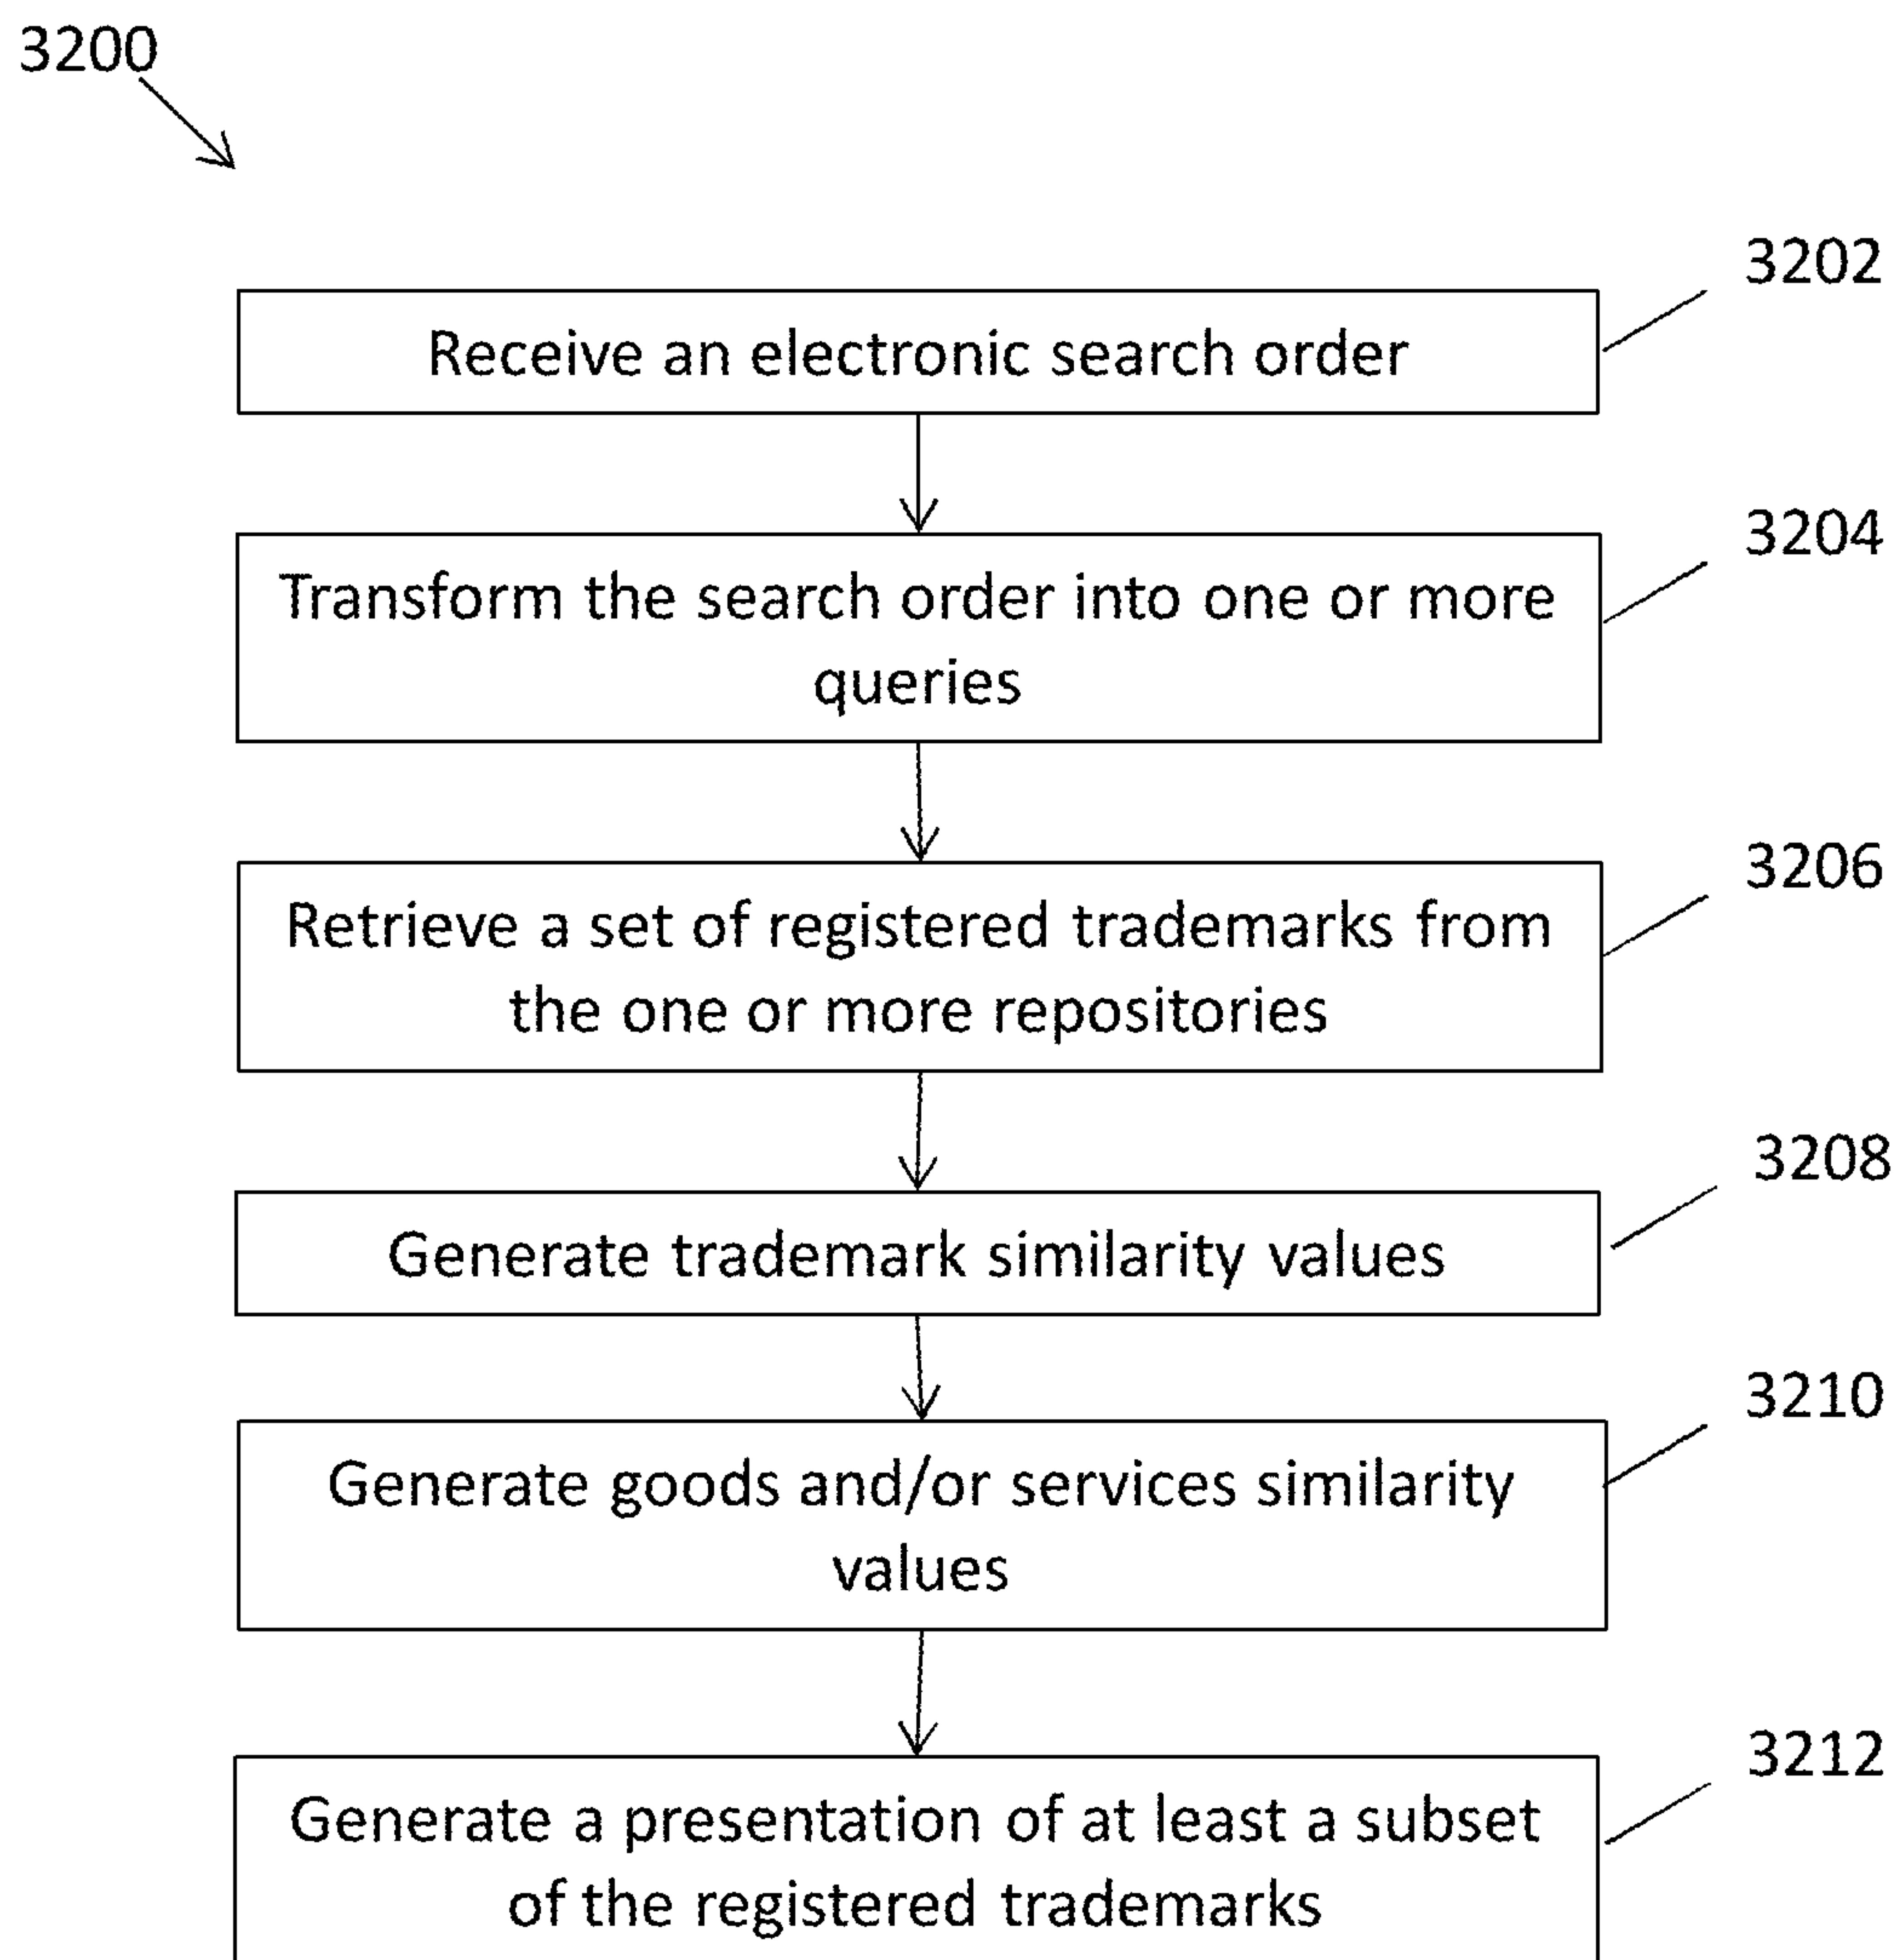 3200
3202
Receive an electronic search order
3204
Transform the search order into one or more
queries
3206
Retrieve a set of registered trademarks from
the one or more repositories
3208
Generate trademark similarity values
3210
Generate goods and/or services similarity
values
3212
Generate a presentation of at least a subset
of the registered trademarks